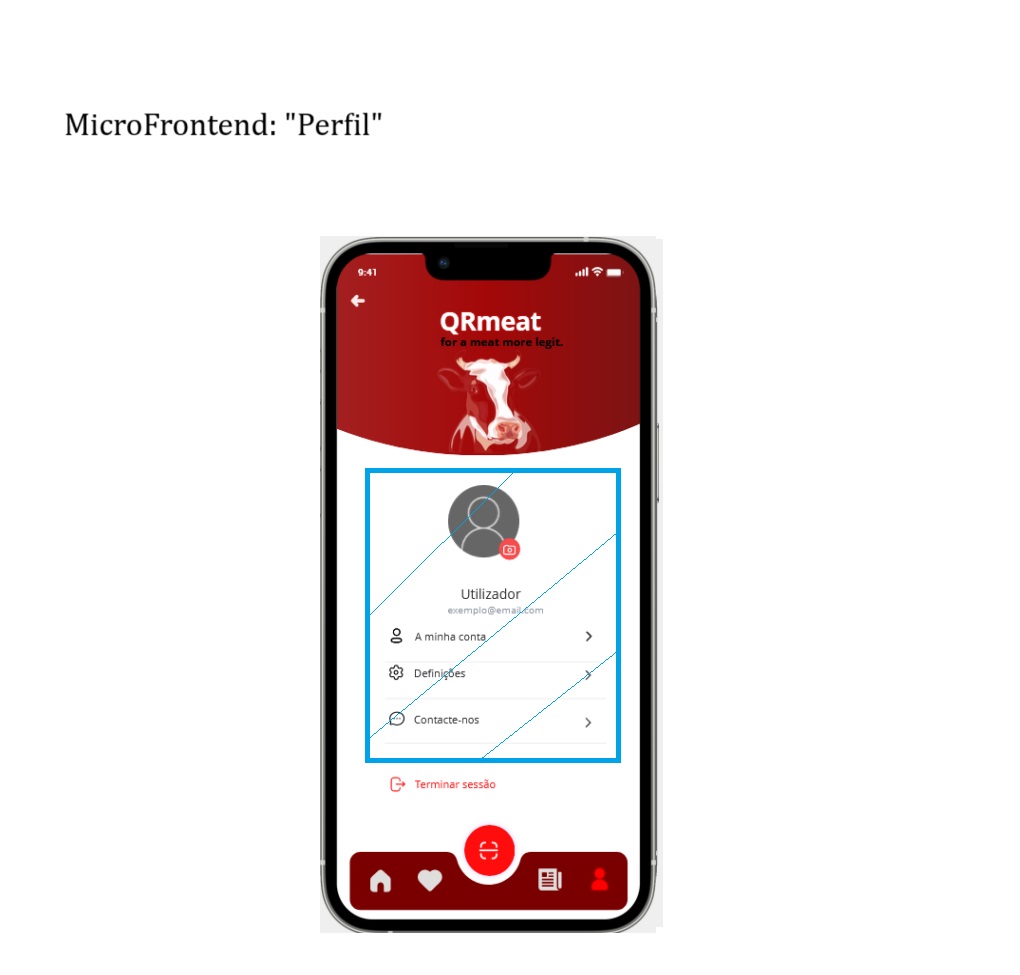 MicroFrontend: "Perfil"
9:41
QRmeat
for a meat more legit.
Utilizador
exemplo@email.com
A minha conta
Definições
Contacte-nos
Terminar sessão